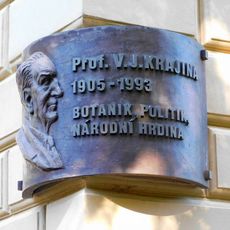 Prof. V.J.KRAJINA
1905-1993
BOTANIK POLITIK
NÁRODNÍ HRDINA